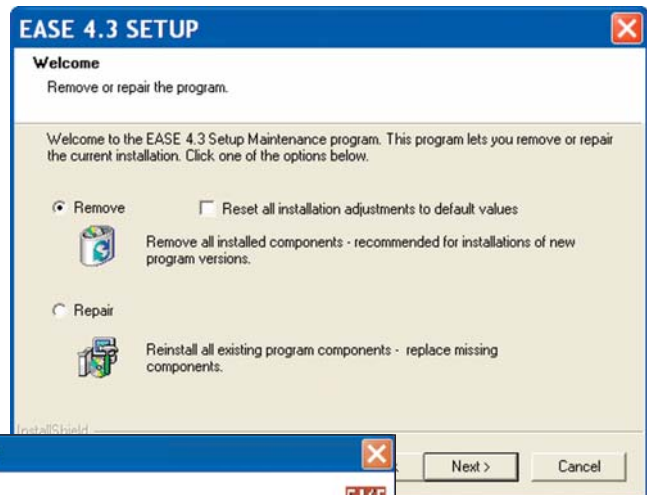 EASE 4.3 SETUP
Welcome
Remove or repair the program.
Welcome to the EASE 4.3 Setup Maintenance program. This program lets you remove or repair
the current installation. Click one of the options below.
Remove
Reset all installation adjustments to default values
Remove all installed components - recommended for installations of new
program versions.
Repair
Reinstall all existing program components - replace missing
components.
InstallShield
Next >
Cancel
EASE